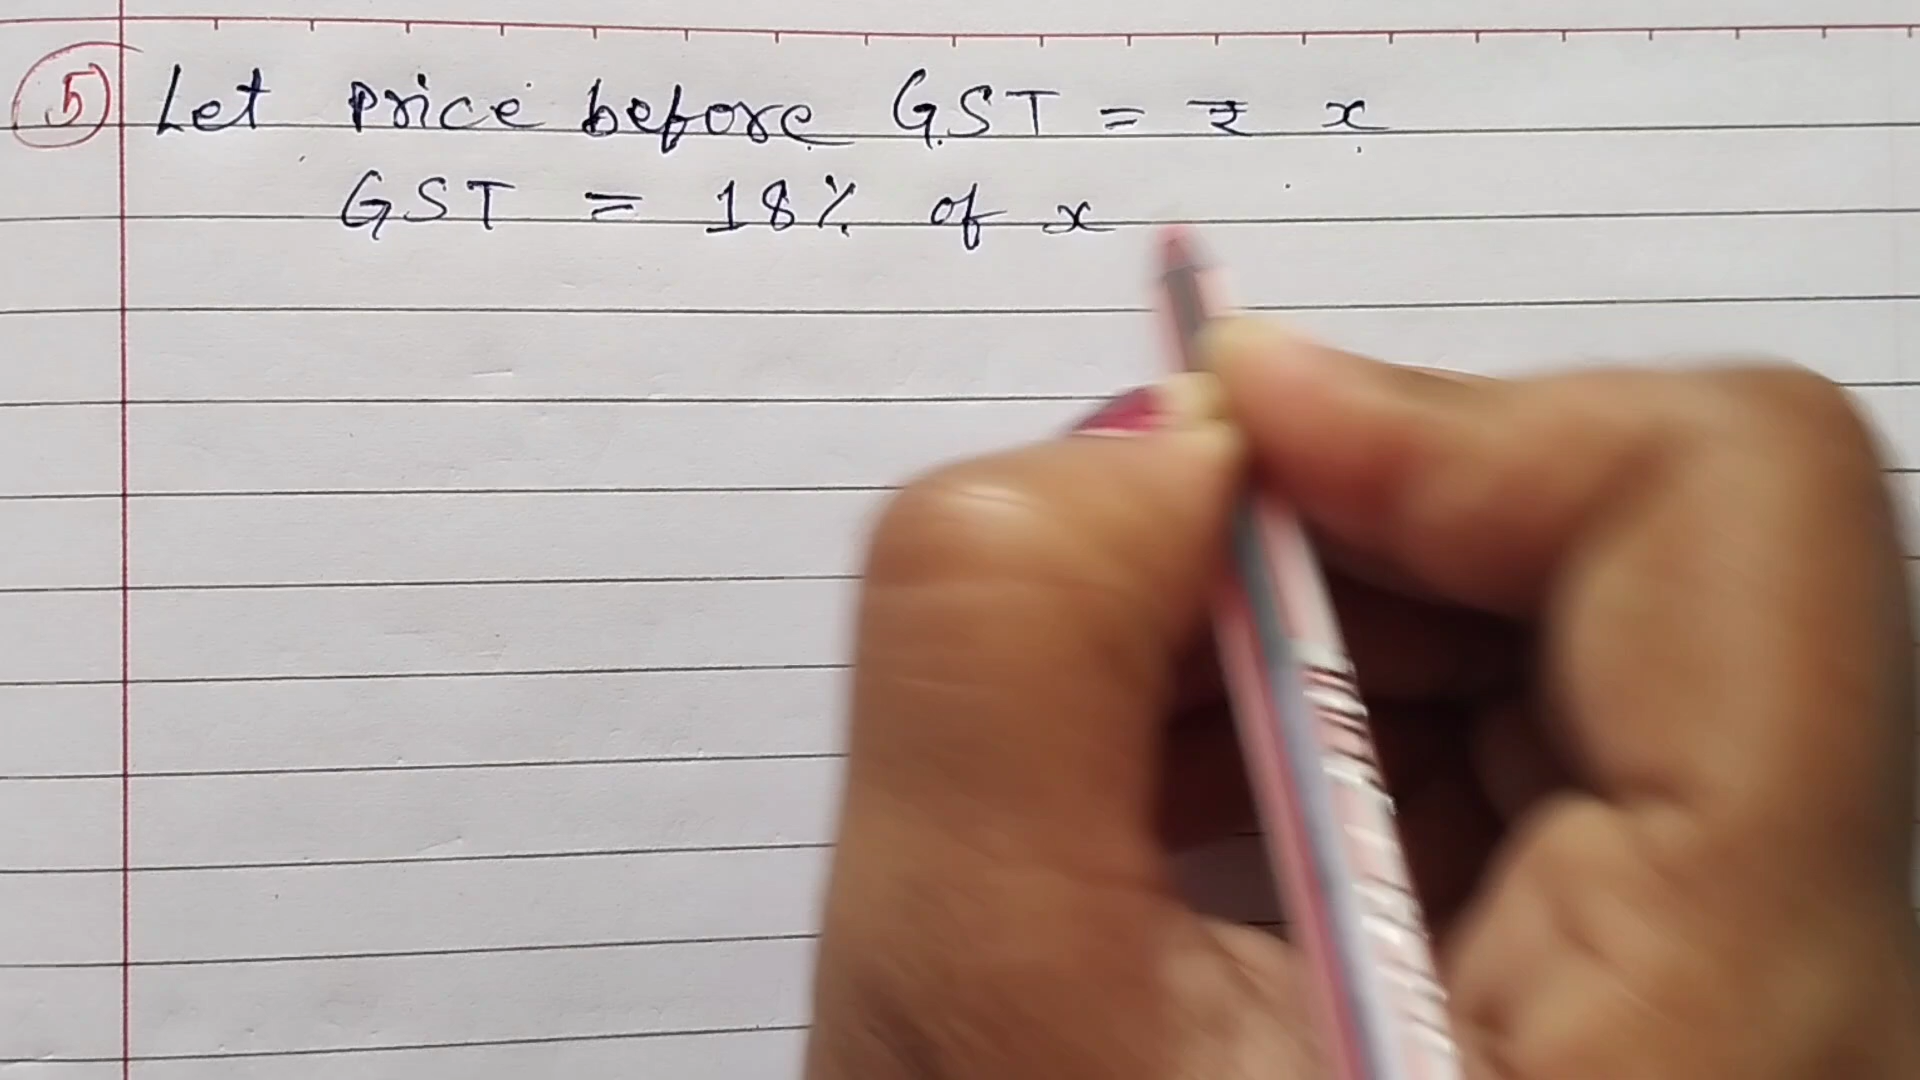 5 Let price before GST = ₹ x
GST = 18% of x